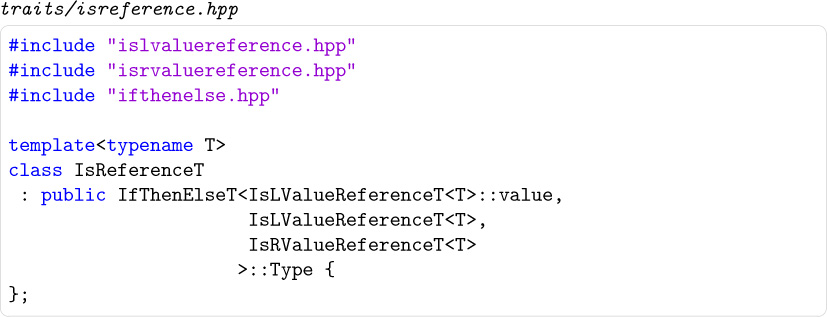 traits/isreference.hpp
#include "islvaluereference.hpp"
#include "isrvaluereference.hpp"
#include "ifthenelse.hpp"
template<typename T>
class IsReferenceT
: public IfThenElseT<IsLValueReferenceT<T>::value,
IsLValueReferenceT<T>,
IsRValueReferenceT<T>
>::Type {
};